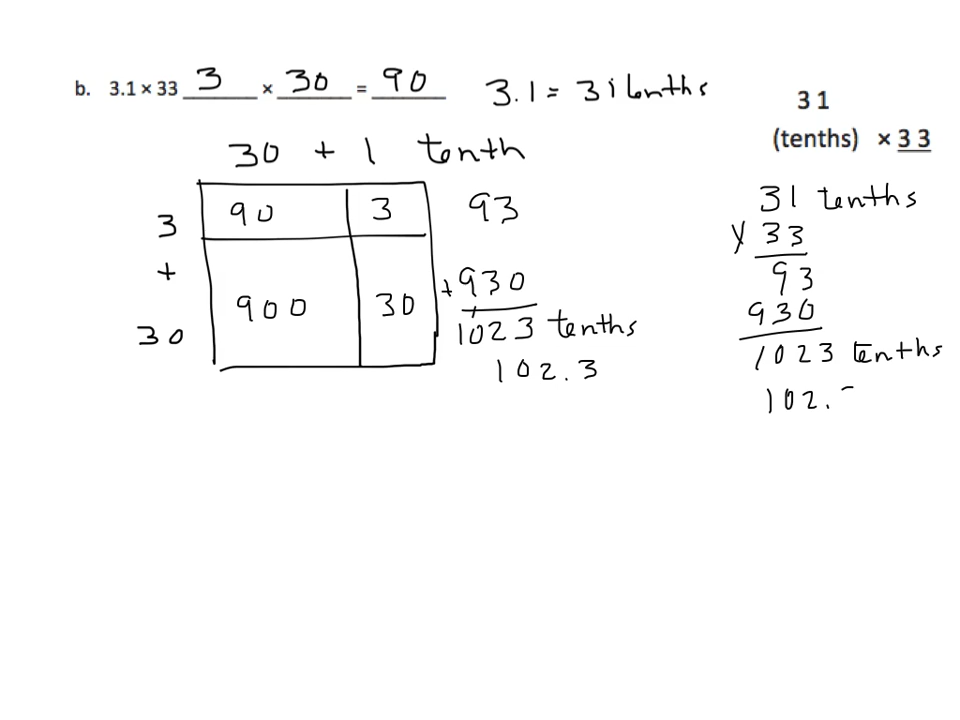 b. 3.1 × 33 3 × 30 = 90
3.1 = 31 tenths
31
(tenths) × 33
30 + 1 tenth
3 90 3 93
+
30 900 30 +930
1023 tenths
102.3
31 tenths
× 33
93
930
1023 tenths
102.